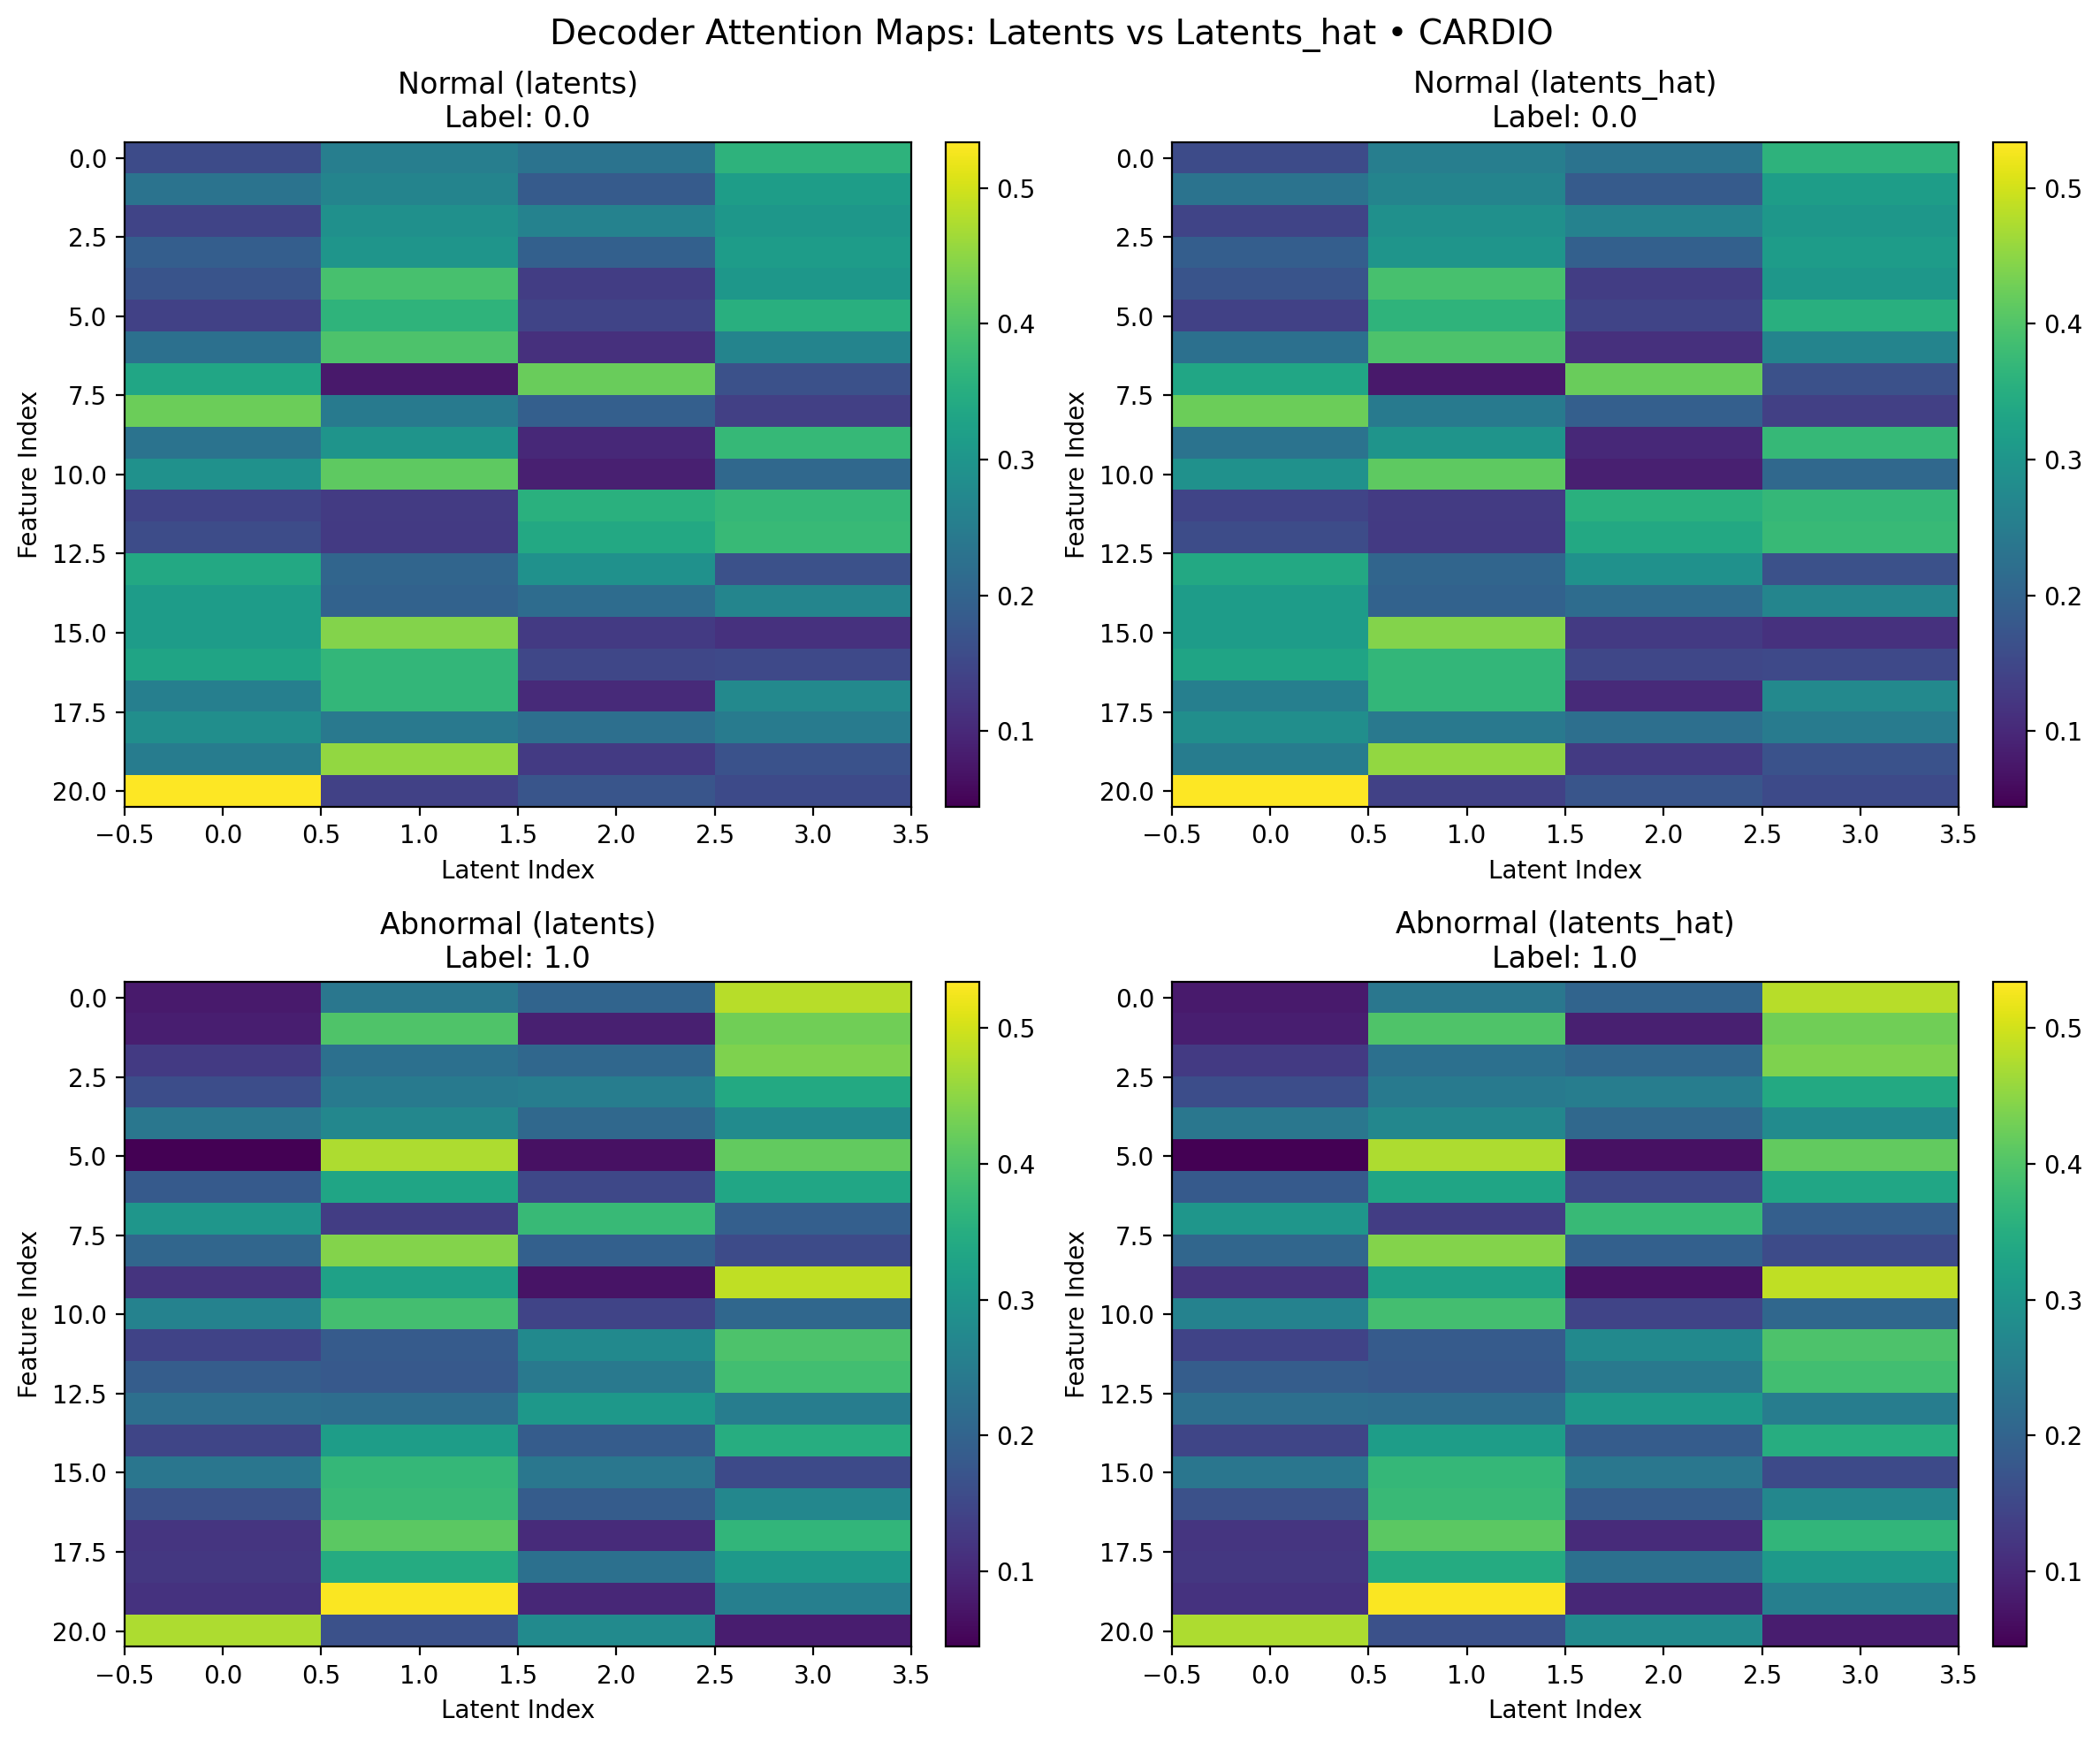 Decoder Attention Maps: Latents vs Latents_hat • CARDIO
Normal (latents)
Label: 0.0
0.0
2.5
5.0
7.5
10.0
12.5
15.0
17.5
20.0
Feature Index
−0.5 0.0 0.5 1.0 1.5 2.0 2.5 3.0 3.5
Latent Index
0.5
0.4
0.3
0.2
0.1
Normal (latents_hat)
Label: 0.0
0.0
2.5
5.0
7.5
10.0
12.5
15.0
17.5
20.0
Feature Index
−0.5 0.0 0.5 1.0 1.5 2.0 2.5 3.0 3.5
Latent Index
0.5
0.4
0.3
0.2
0.1
Abnormal (latents)
Label: 1.0
0.0
2.5
5.0
7.5
10.0
12.5
15.0
17.5
20.0
Feature Index
−0.5 0.0 0.5 1.0 1.5 2.0 2.5 3.0 3.5
Latent Index
0.5
0.4
0.3
0.2
0.1
Abnormal (latents_hat)
Label: 1.0
0.0
2.5
5.0
7.5
10.0
12.5
15.0
17.5
20.0
Feature Index
−0.5 0.0 0.5 1.0 1.5 2.0 2.5 3.0 3.5
Latent Index
0.5
0.4
0.3
0.2
0.1